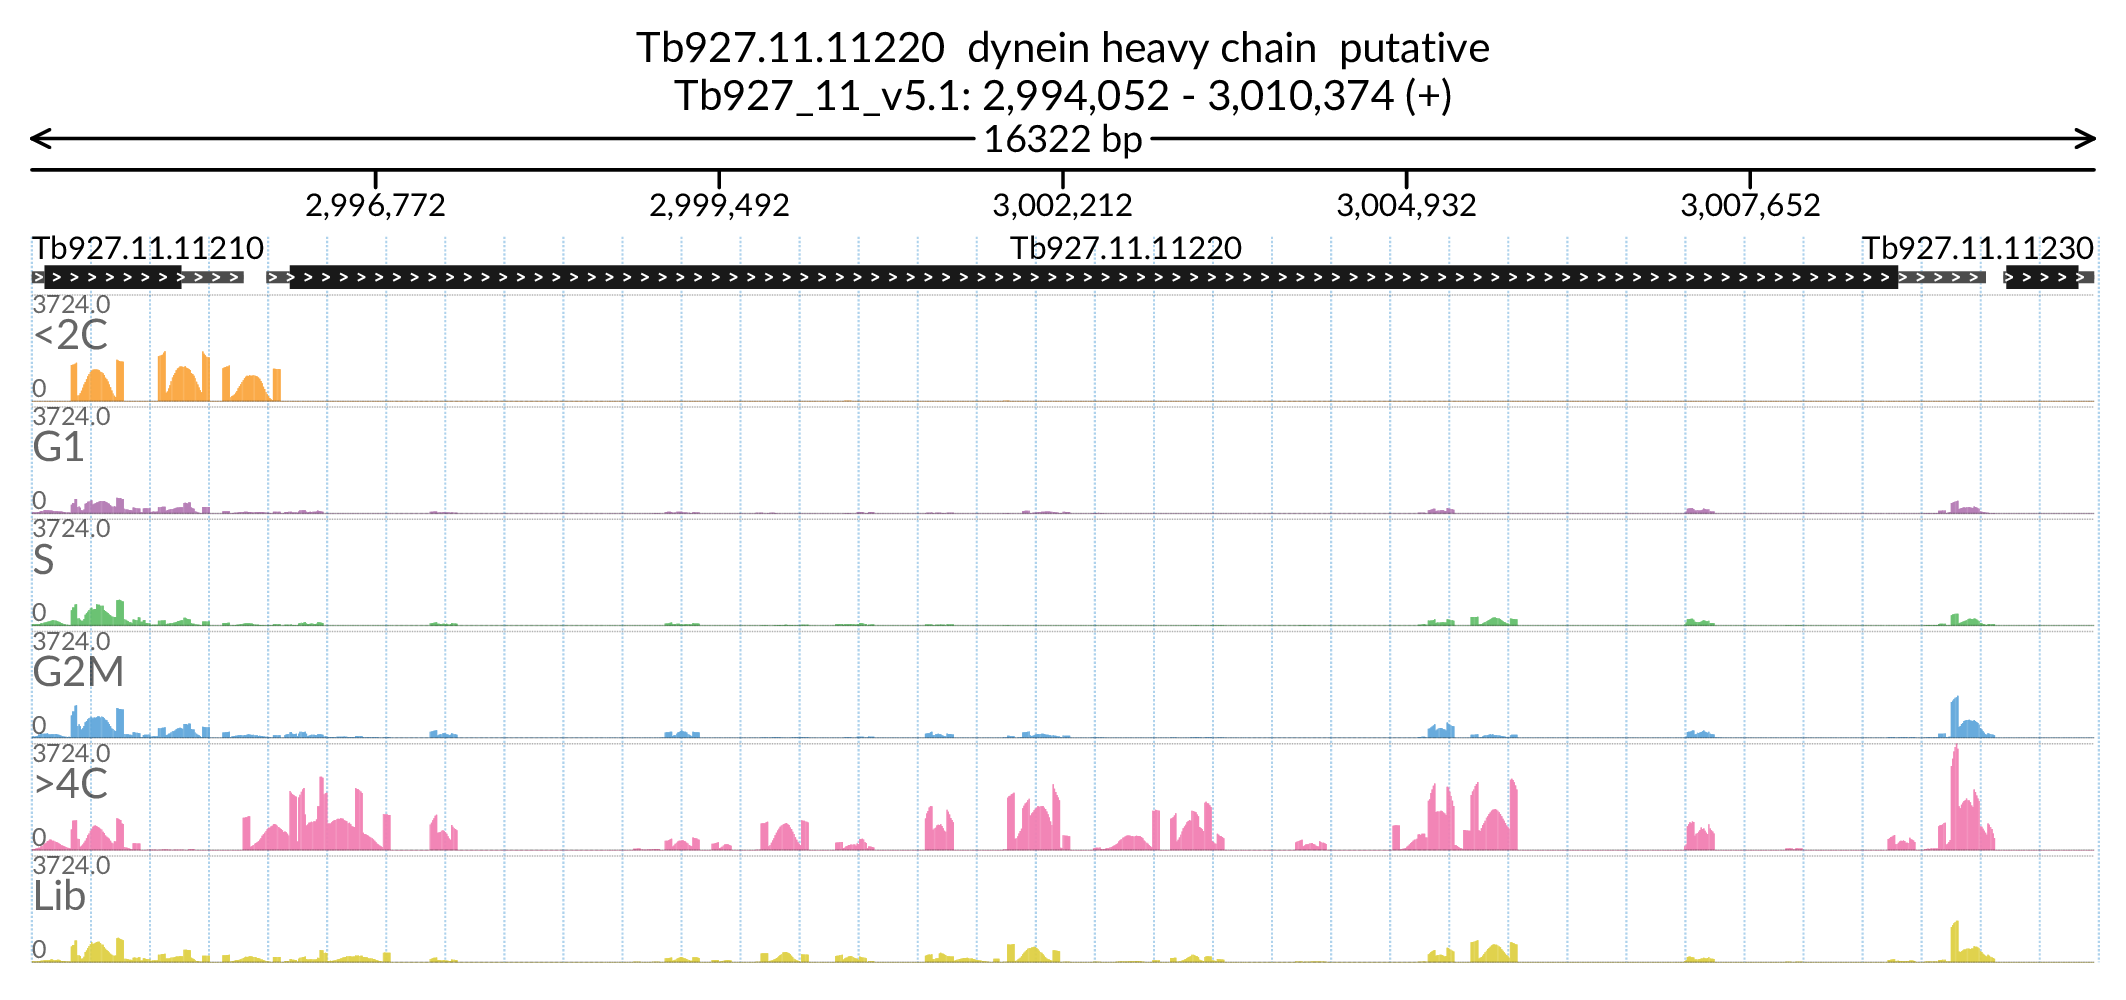 Tb927.11.11220  dynein heavy chain  putative
Tb927_11_v5.1: 2,994,052 - 3,010,374 (+)
16322 bp
2,996,772 2,999,492 3,002,212 3,004,932 3,007,652
Tb927.11.11210 Tb927.11.11220 Tb927.11.11230
3724.0
<2C
0
3724.0
G1
0
3724.0
S
0
3724.0
G2M
0
3724.0
>4C
0
3724.0
Lib
0